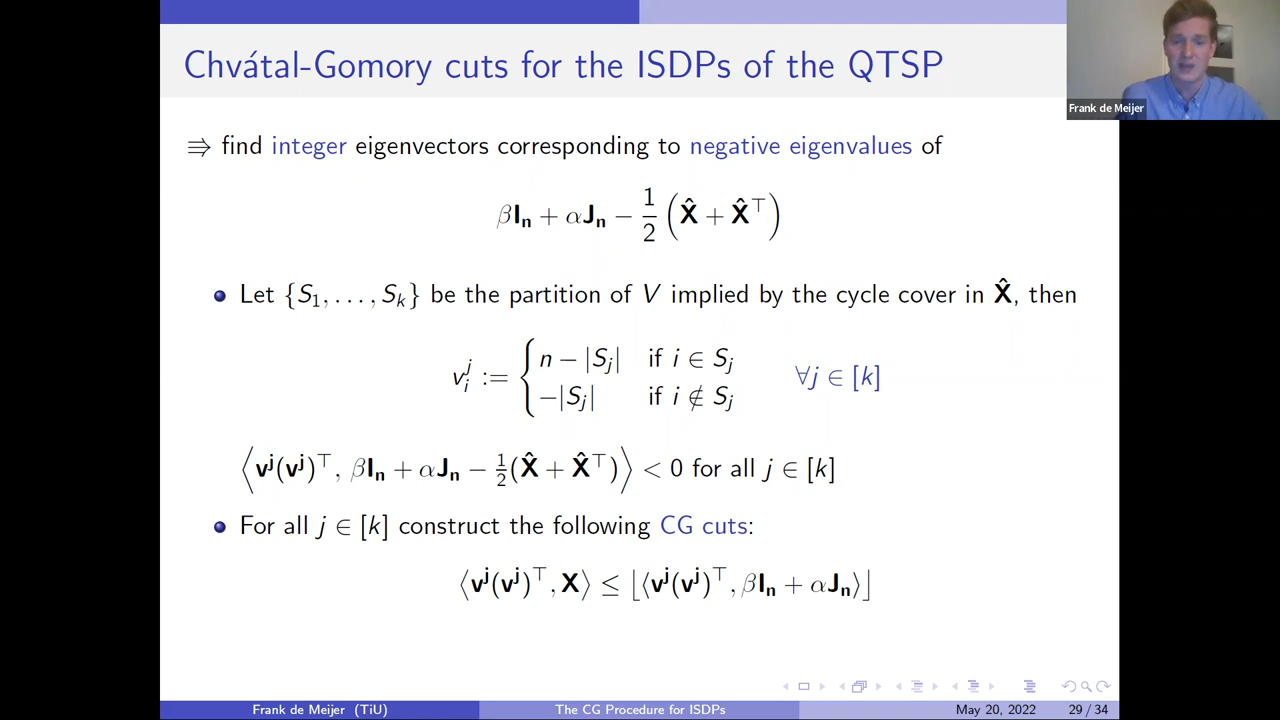 Chvátal-Gomory cuts for the ISDPs of the QTSP
Frank de Meijer
⇛ find integer eigenvectors corresponding to negative eigenvalues of
βIₙ + αJₙ − 1/2 (X̂ + X̂⊤)
Let {S₁, . . . , Sₖ} be the partition of V implied by the cycle cover in X̂, then
vᵢʲ := { n − |Sⱼ| if i ∈ Sⱼ
−|Sⱼ| if i ∉ Sⱼ
∀j ∈ [k]
⟨vʲ(vʲ)⊤, βIₙ + αJₙ − ½(X̂ + X̂⊤)⟩ < 0 for all j ∈ [k]
For all j ∈ [k] construct the following CG cuts:
⟨vʲ(vʲ)⊤, X⟩ ≤ ⌊⟨vʲ(vʲ)⊤, βIₙ + αJₙ⟩⌋
Frank de Meijer (TiU) The CG Procedure for ISDPs May 20, 2022 29 / 34